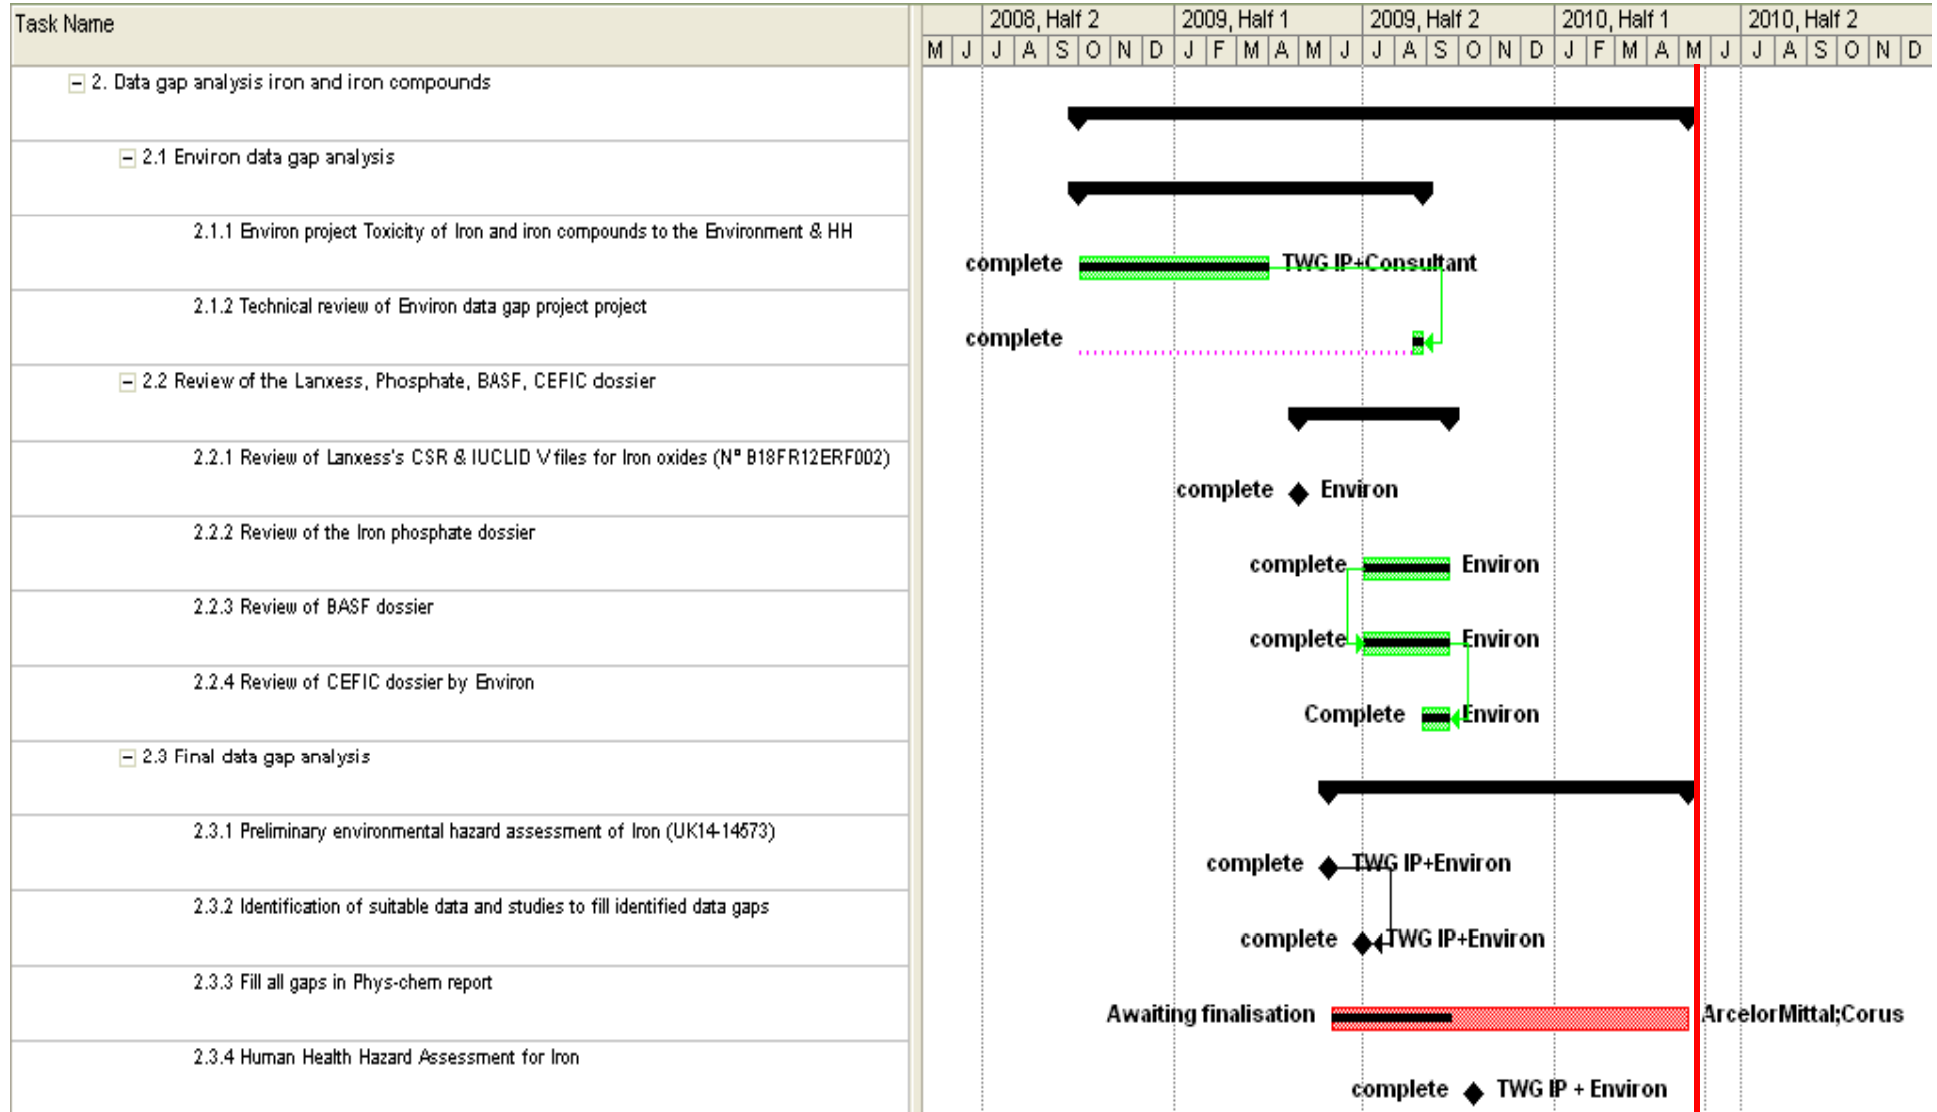 Task Name
2008, Half 2 2009, Half 1 2009, Half 2 2010, Half 1 2010, Half 2
M J J A S O N D J F M A M J J A S O N D J F M A M J J A S O N D
2. Data gap analysis iron and iron compounds
2.1 Environ data gap analysis
2.1.1 Environ project Toxicity of Iron and iron compounds to the Environment & HH
complete TWG IP+Consultant
2.1.2 Technical review of Environ data gap project project
complete
2.2 Review of the Lanxess, Phosphate, BASF, CEFIC dossier
2.2.1 Review of Lanxess's CSR & IUCLID V files for Iron oxides (Nº B18FR12ERF002)
complete Environ
2.2.2 Review of the Iron phosphate dossier
complete Environ
2.2.3 Review of BASF dossier
complete Environ
2.2.4 Review of CEFIC dossier by Environ
Complete Environ
2.3 Final data gap analysis
2.3.1 Preliminary environmental hazard assessment of Iron (UK14-14573)
complete TWG IP+Environ
2.3.2 Identification of suitable data and studies to fill identified data gaps
complete TWG IP+Environ
2.3.3 Fill all gaps in Phys-chem report
Awaiting finalisation ArcelorMittal;Corus
2.3.4 Human Health Hazard Assessment for Iron
complete TWG IP + Environ